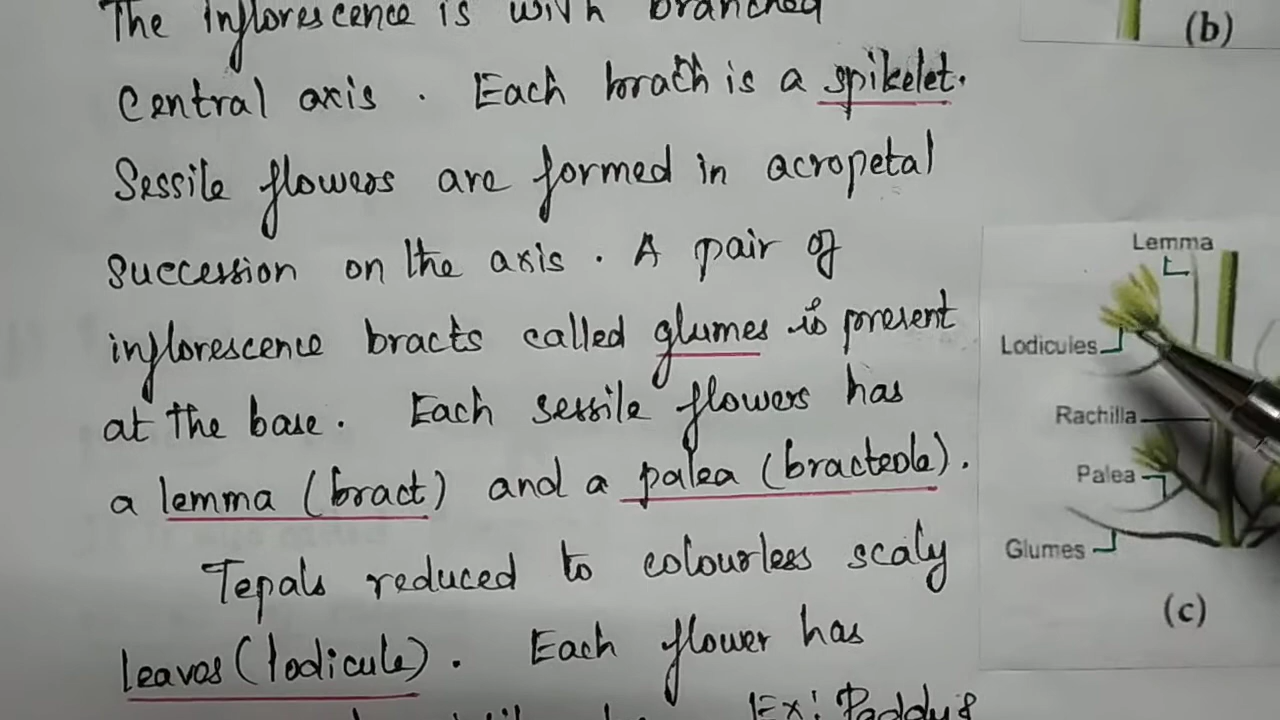 The inflorescence is with branched
central axis . Each brach is a spikelet.
Sessile flowers are formed in acropetal
succession on the axis . A pair of
inflorescence bracts called glumes is present
at the base . Each sessile flowers has
a lemma (bract) and a palea (bracteole) .
Tepals reduced to colourless scaly
leaves (lodicule) . Each flower has
Ex: Paddy &
(b)
Lemma
Lodicules
Rachilla
Palea
Glumes
(c)